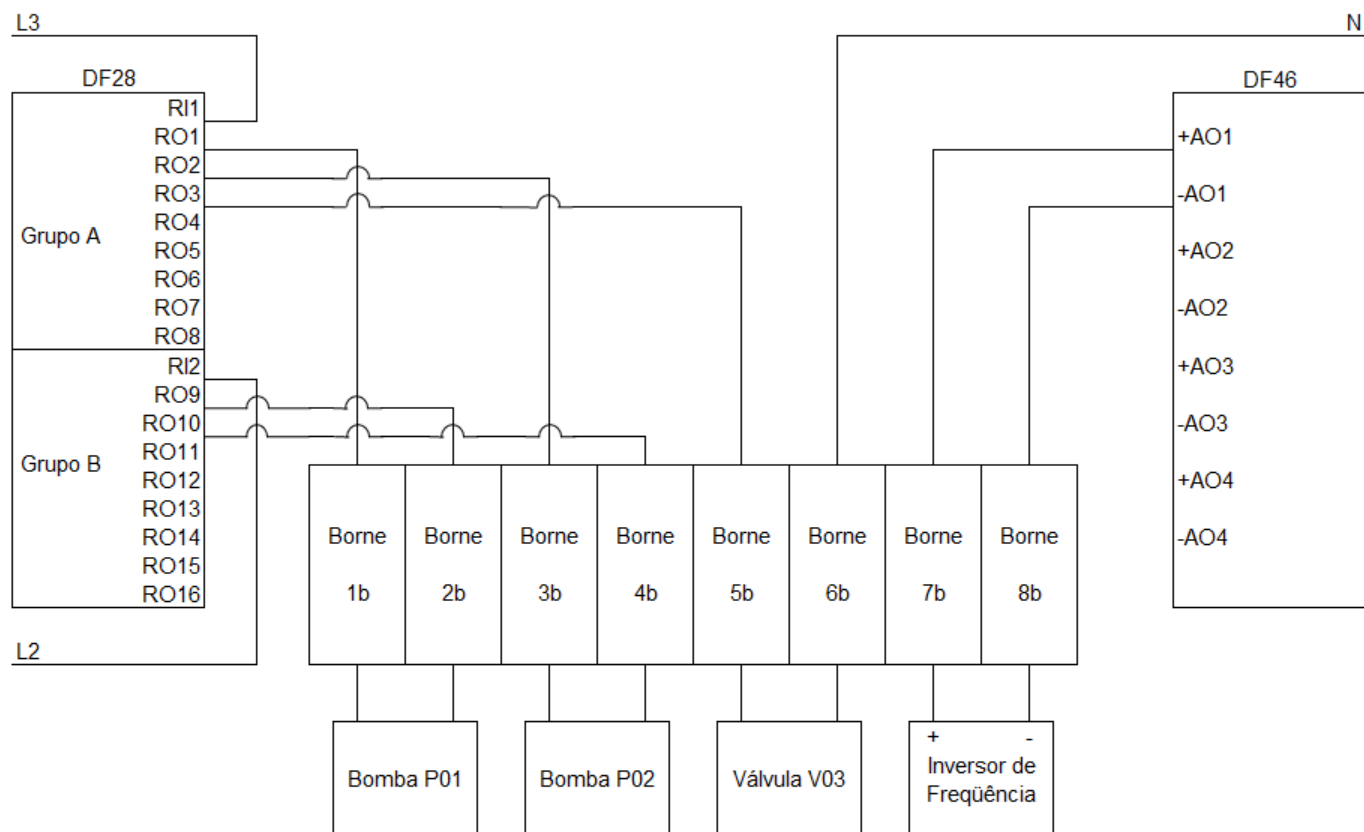 L3
N
DF28
DF46
RI1
RO1
RO2
RO3
RO4
RO5
RO6
RO7
RO8
Grupo A
RI2
RO9
RO10
RO11
RO12
RO13
RO14
RO15
RO16
Grupo B
L2
+AO1
-AO1
+AO2
-AO2
+AO3
-AO3
+AO4
-AO4
Borne
1b
Borne
2b
Borne
3b
Borne
4b
Borne
5b
Borne
6b
Borne
7b
Borne
8b
Bomba P01
Bomba P02
Válvula V03
+ -
Inversor de
Freqüência